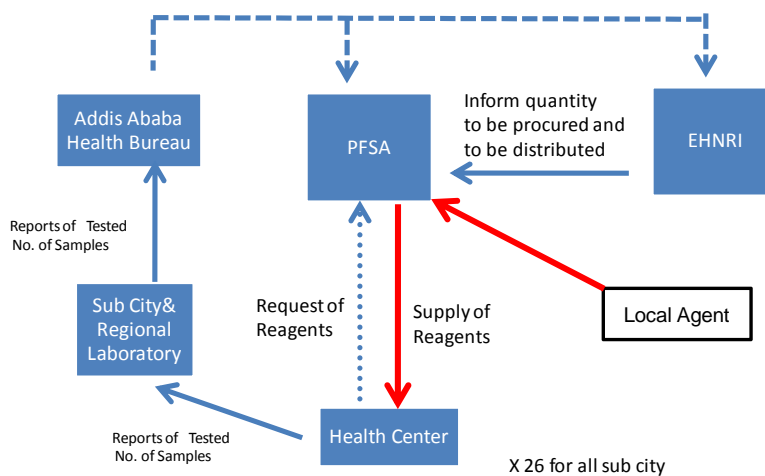 Addis Ababa
Health Bureau
PFSA
Inform quantity
to be procured and
to be distributed
EHNRI
Reports of Tested
No. of Samples
Sub City&
Regional
Laboratory
Request of
Reagents
Supply of
Reagents
Local Agent
Reports of Tested
No. of Samples
Health Center
X 26 for all sub city